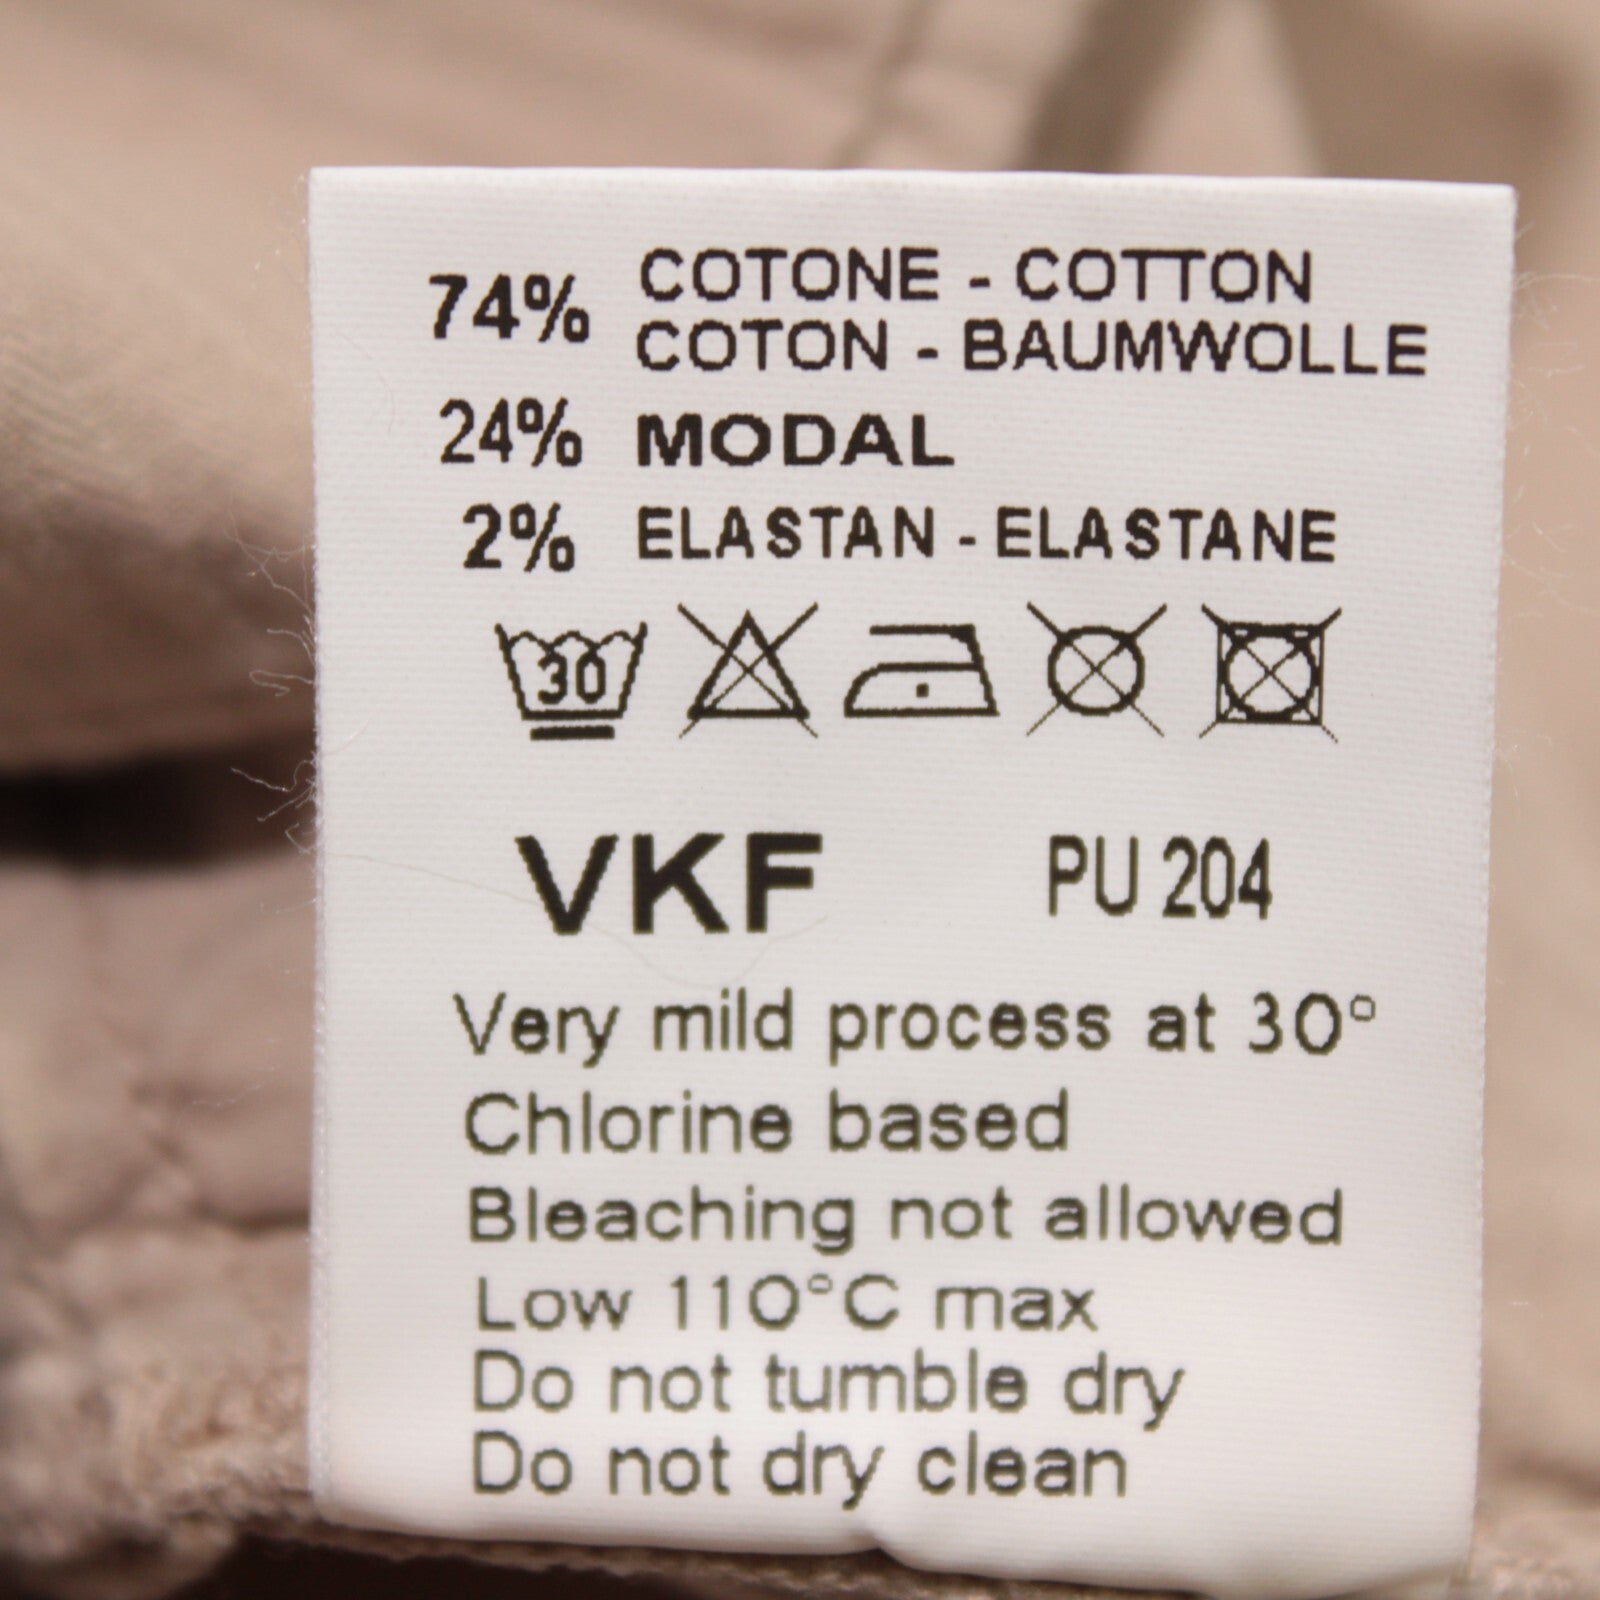 74% COTONE - COTTON
COTON - BAUMWOLLE
24% MODAL
2% ELASTAN - ELASTANE
30
VKF PU 204
Very mild process at 30°
Chlorine based
Bleaching not allowed
Low 110°C max
Do not tumble dry
Do not dry clean